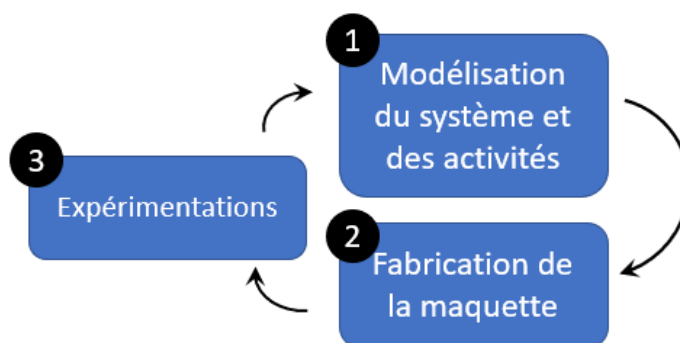 1
Modélisation
du système et
des activités
2
Fabrication de
la maquette
3
Expérimentations